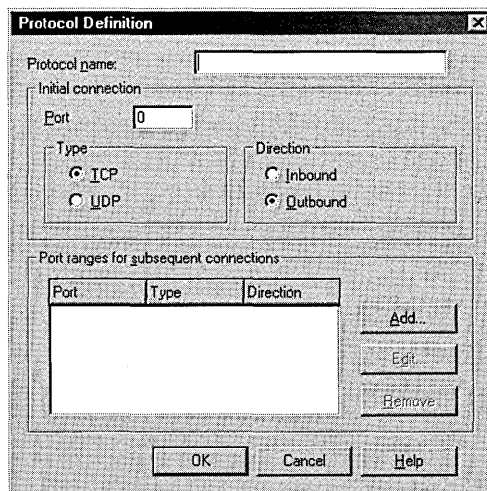 Protocol Definition
Protocol name:
Initial connection
Port 0
Type
TCP
UDP
Direction
Inbound
Outbound
Port ranges for subsequent connections
Port Type Direction
Add...
Edit...
Remove
OK Cancel Help